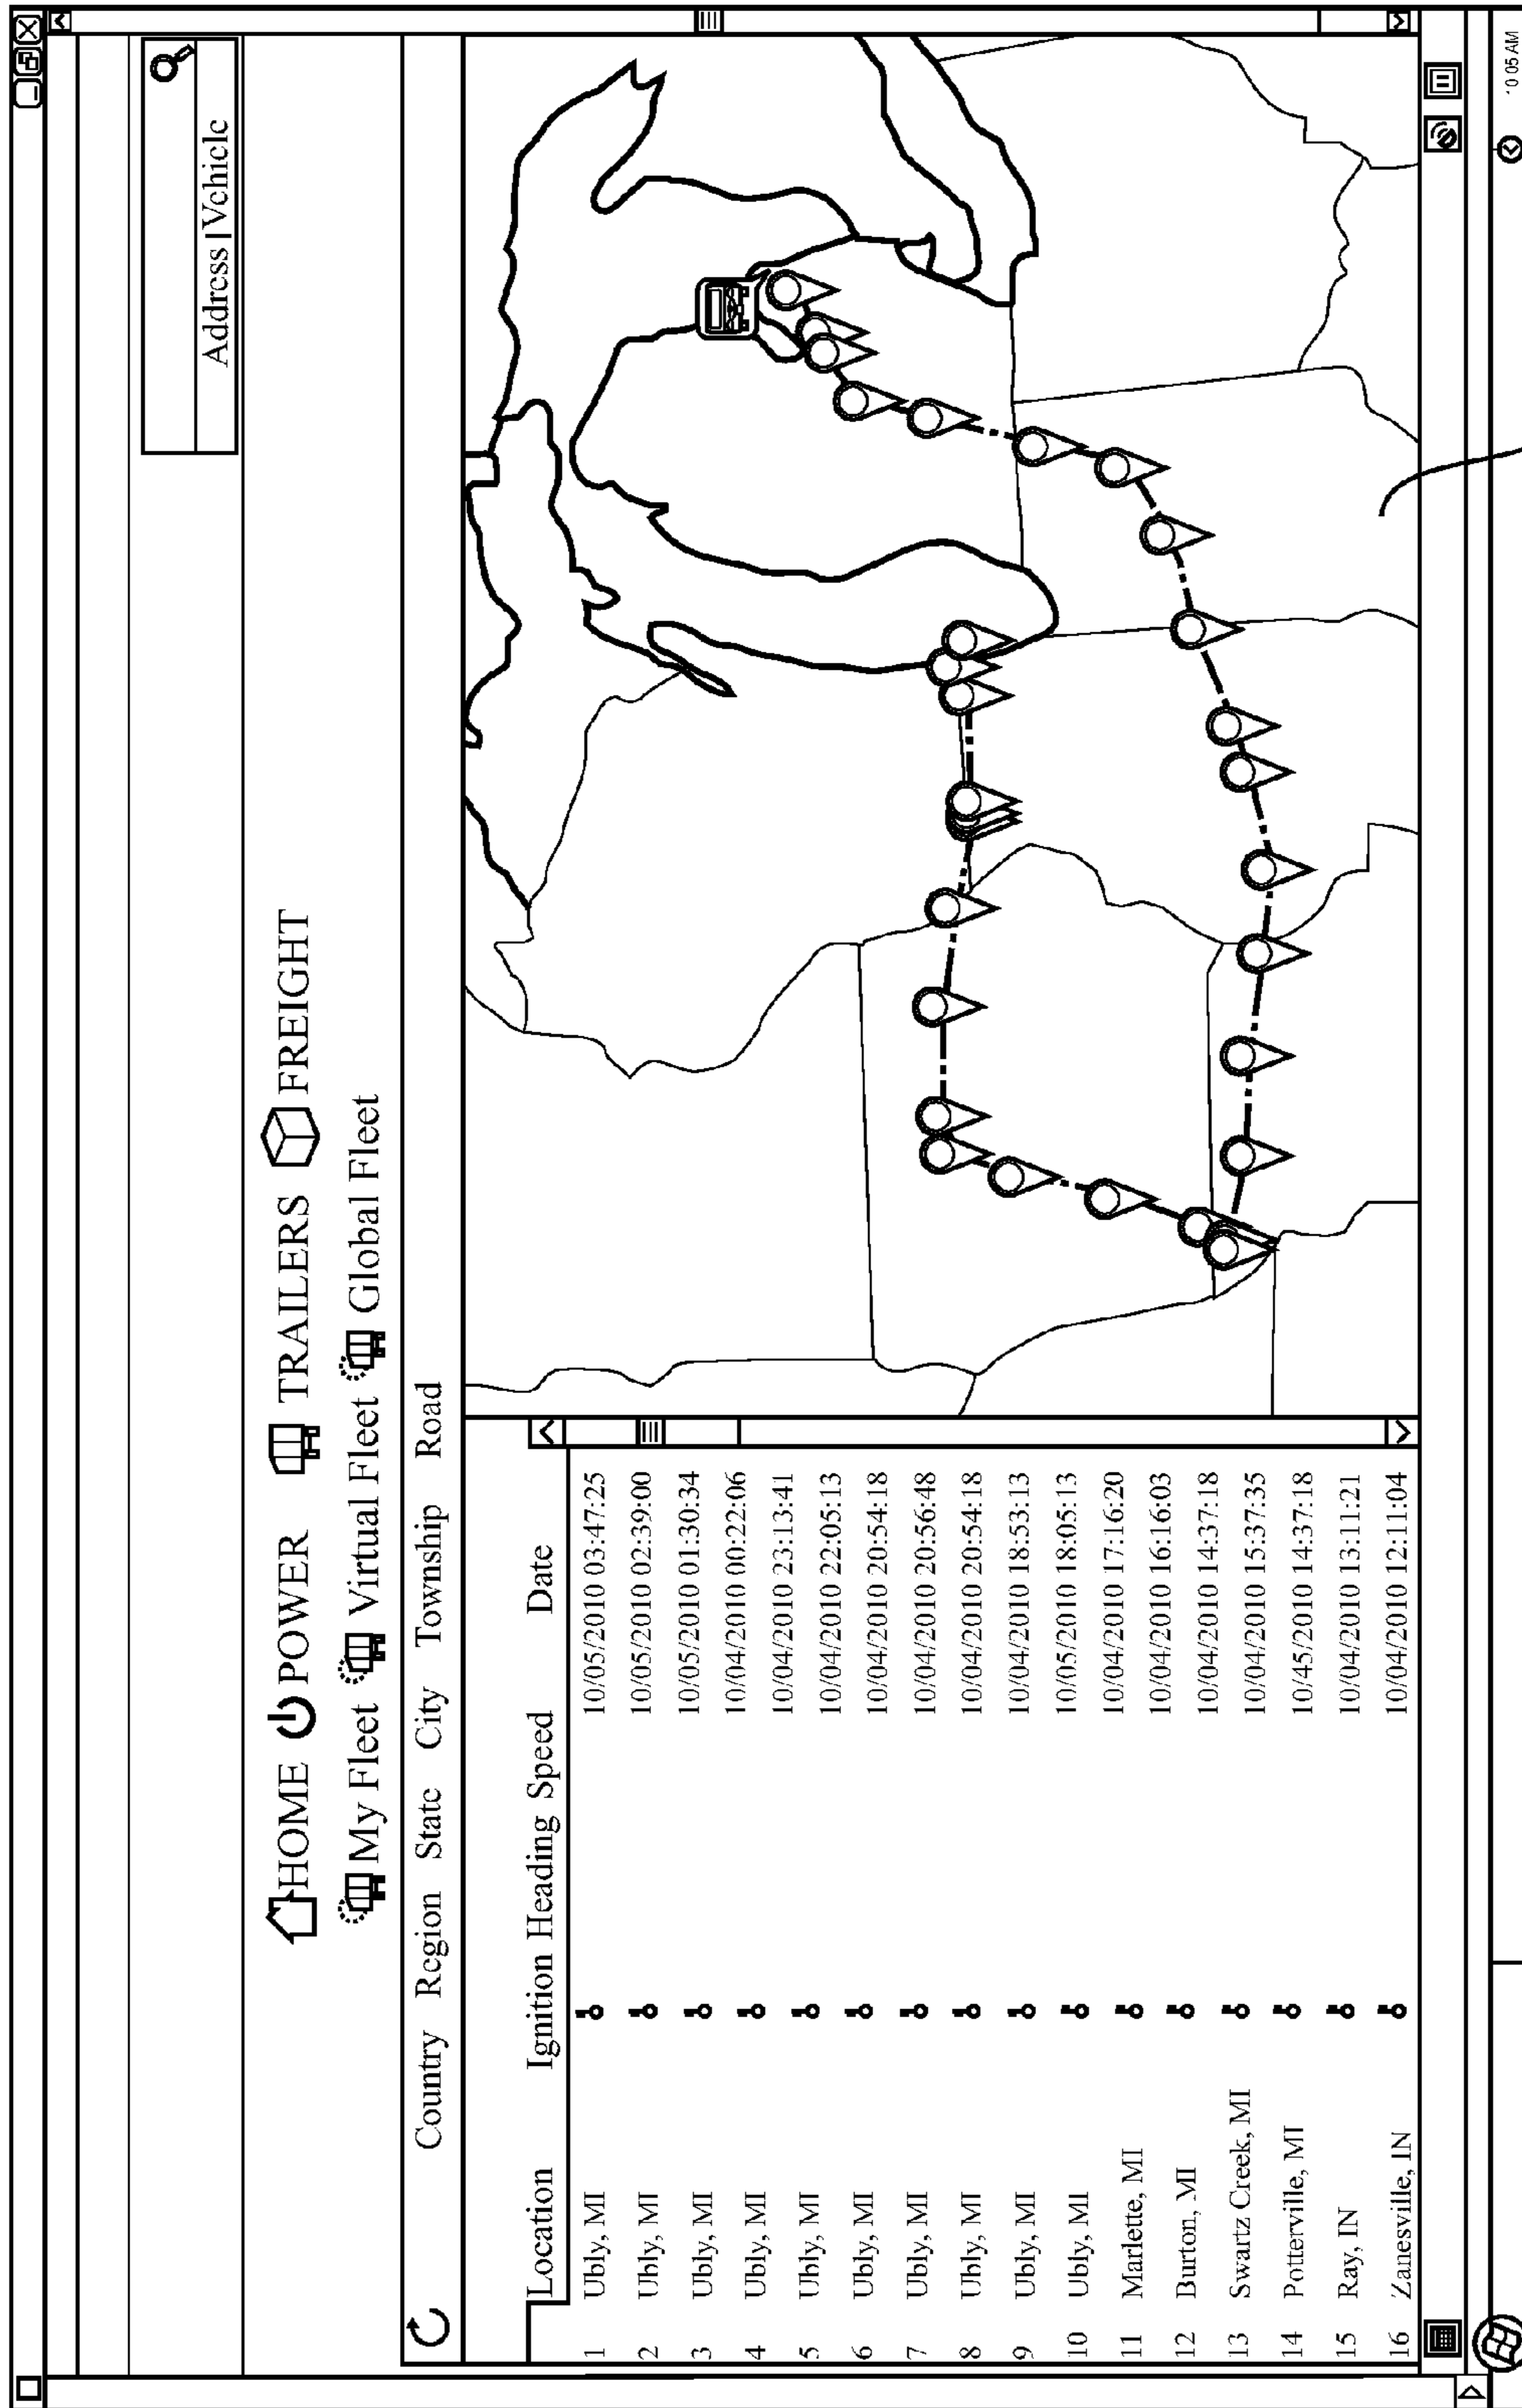 Address | Vehicle
HOME POWER TRAILERS FREIGHT
My Fleet Virtual Fleet Global Fleet
Country Region State City Township Road
Location Ignition Heading Speed Date
1 Ubly, MI 10/05/2010 03:47:25
2 Ubly, MI 10/05/2010 02:39:00
3 Ubly, MI 10/05/2010 01:30:34
4 Ubly, MI 10/04/2010 00:22:06
5 Ubly, MI 10/04/2010 23:13:41
6 Ubly, MI 10/04/2010 22:05:13
7 Ubly, MI 10/04/2010 20:54:18
8 Ubly, MI 10/04/2010 20:56:48
9 Ubly, MI 10/04/2010 20:54:18
10 Ubly, MI 10/04/2010 18:53:13
11 Marlette, MI 10/05/2010 18:05:13
12 Burton, MI 10/04/2010 17:16:20
13 Swartz Creek, MI 10/04/2010 16:16:03
14 Potterville, MI 10/04/2010 14:37:18
15 Ray, IN 10/04/2010 15:37:35
16 Zanesville, IN 10/45/2010 14:37:18
10/04/2010 13:11:21
10/04/2010 12:11:04
10 05 AM